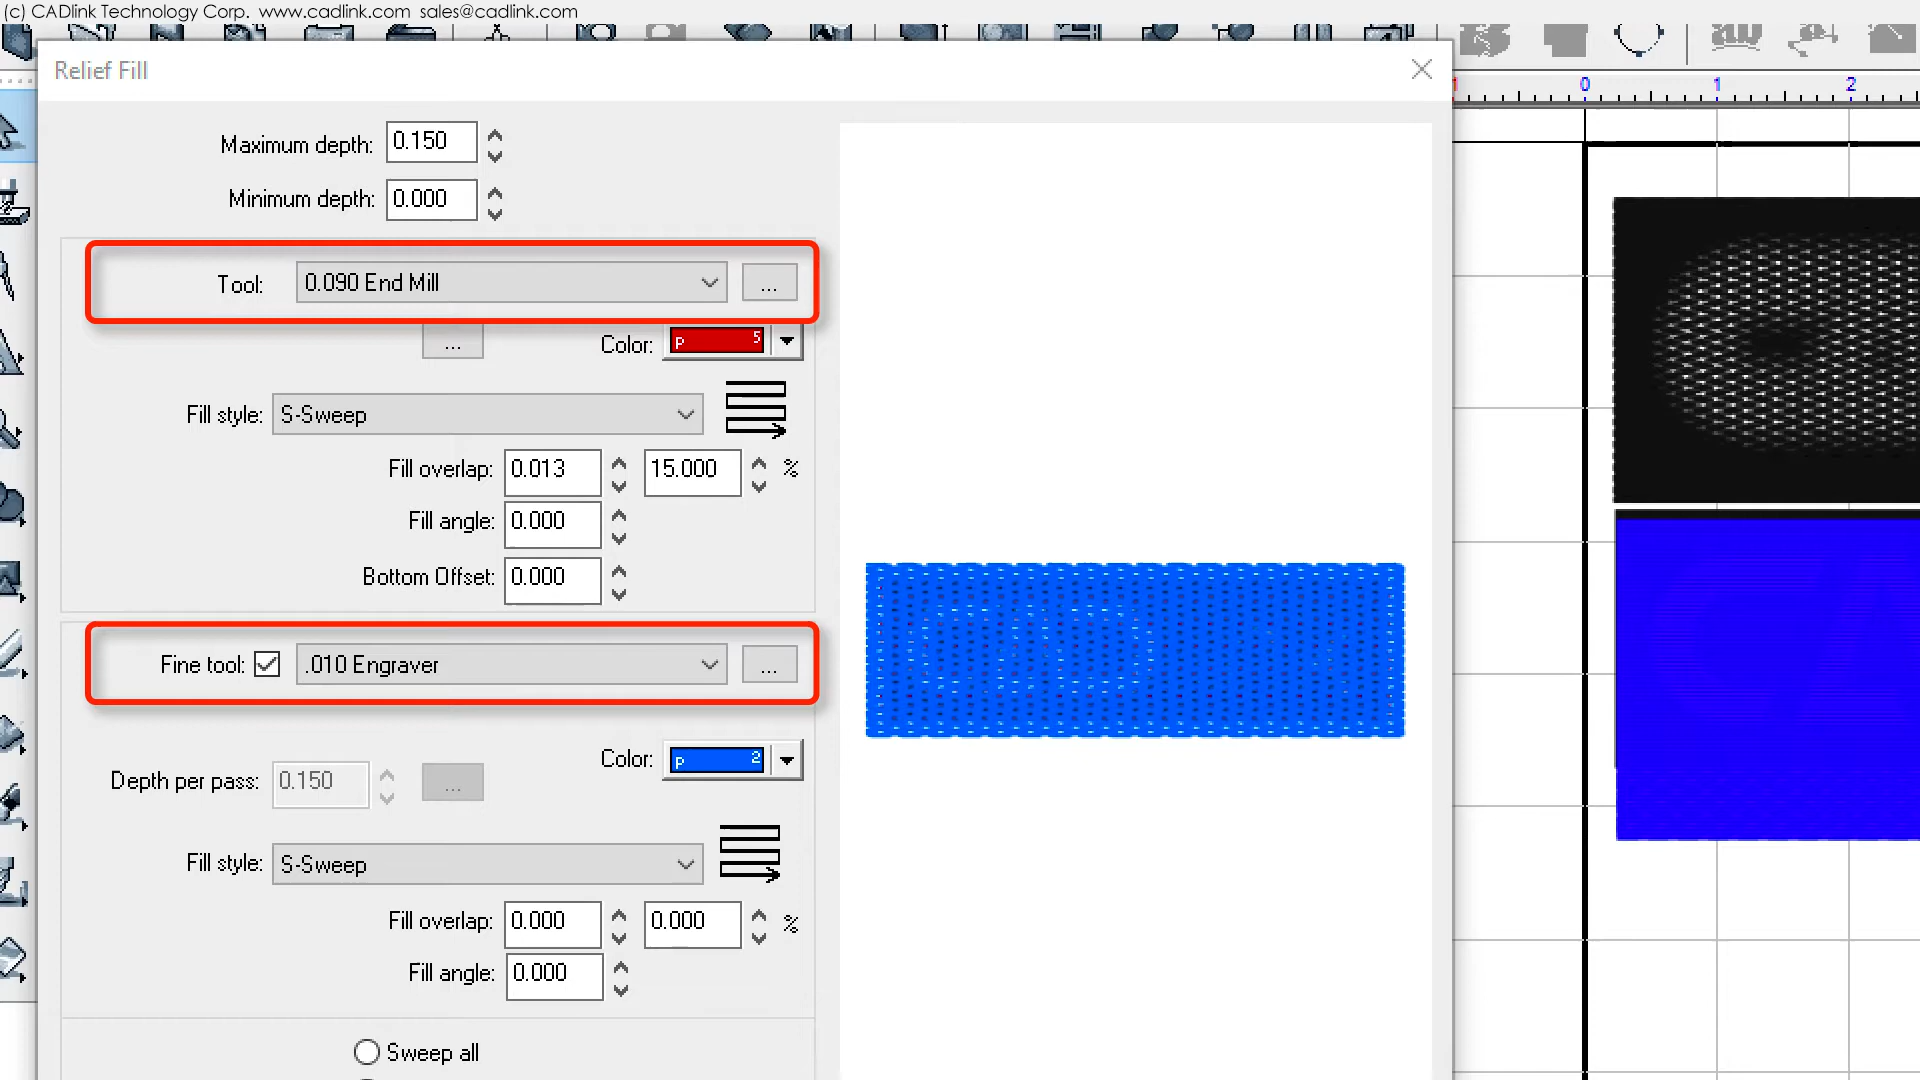 (c) CADlink Technology Corp. www.cadlink.com sales@cadlink.com
Relief Fill
1 0 1 2
Maximum depth: 0.150
Minimum depth: 0.000
Tool: 0.090 End Mill ...
... Color: p 5
Fill style: S-Sweep
Fill overlap: 0.013 15.000 %
Fill angle: 0.000
Bottom Offset: 0.000
Fine tool: .010 Engraver ...
Color: p 2
Depth per pass: 0.150 ...
Fill style: S-Sweep
Fill overlap: 0.000 0.000 %
Fill angle: 0.000
Sweep all